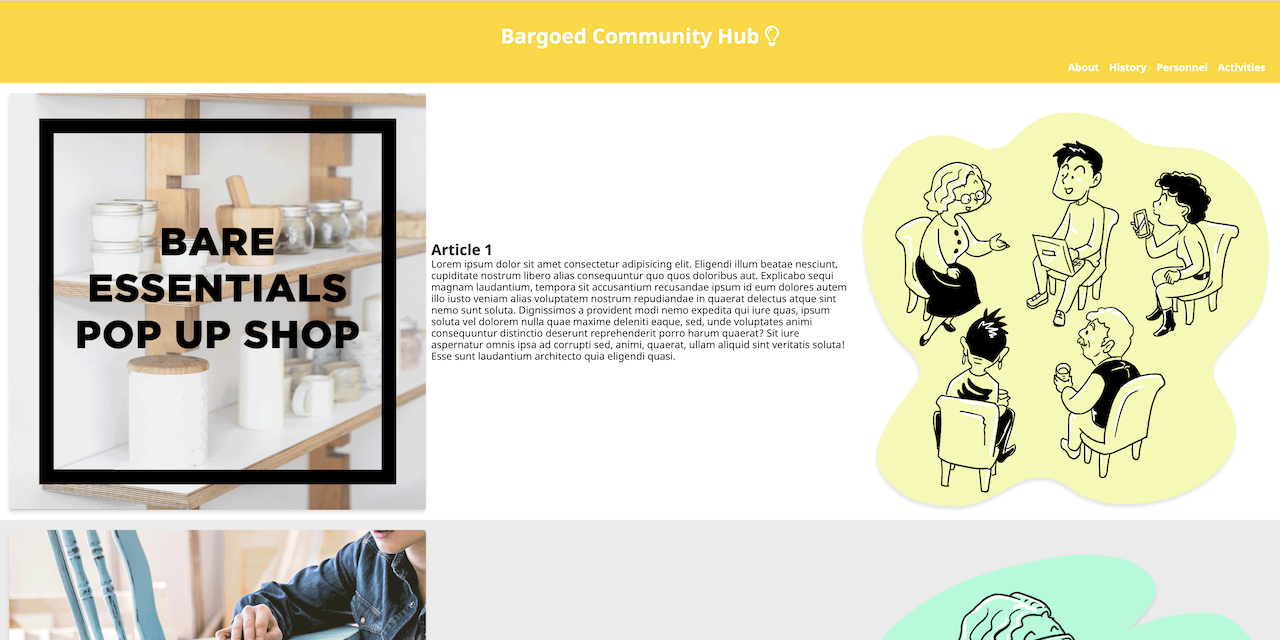 Bargoed Community Hub
About History Personnel Activities
BARE
ESSENTIALS
POP UP SHOP
Article 1
Lorem ipsum dolor sit amet consectetur adipisicing elit. Eligendi illum beatae nesciunt,
cupiditate nostrum libero alias consequuntur quo quos doloribus aut. Explicabo sequi
magnam laudantium, tempora sit accusantium recusandae ipsum id eum dolores autem
illo iusto veniam alias voluptatem nostrum repudiandae in quaerat delectus atque sint
nemo sunt soluta. Dignissimos a provident modi nemo expedita qui iure quas, ipsum
soluta vel dolorem nulla quae maxime deleniti eaque, sed, unde voluptates animi
consequuntur distinctio deserunt reprehenderit porro harum quaerat? Sit iure
aspernatur omnis ipsa ad corrupti sed, animi, quaerat, ullam aliquid sint veritatis soluta!
Esse sunt laudantium architecto quia eligendi quasi.